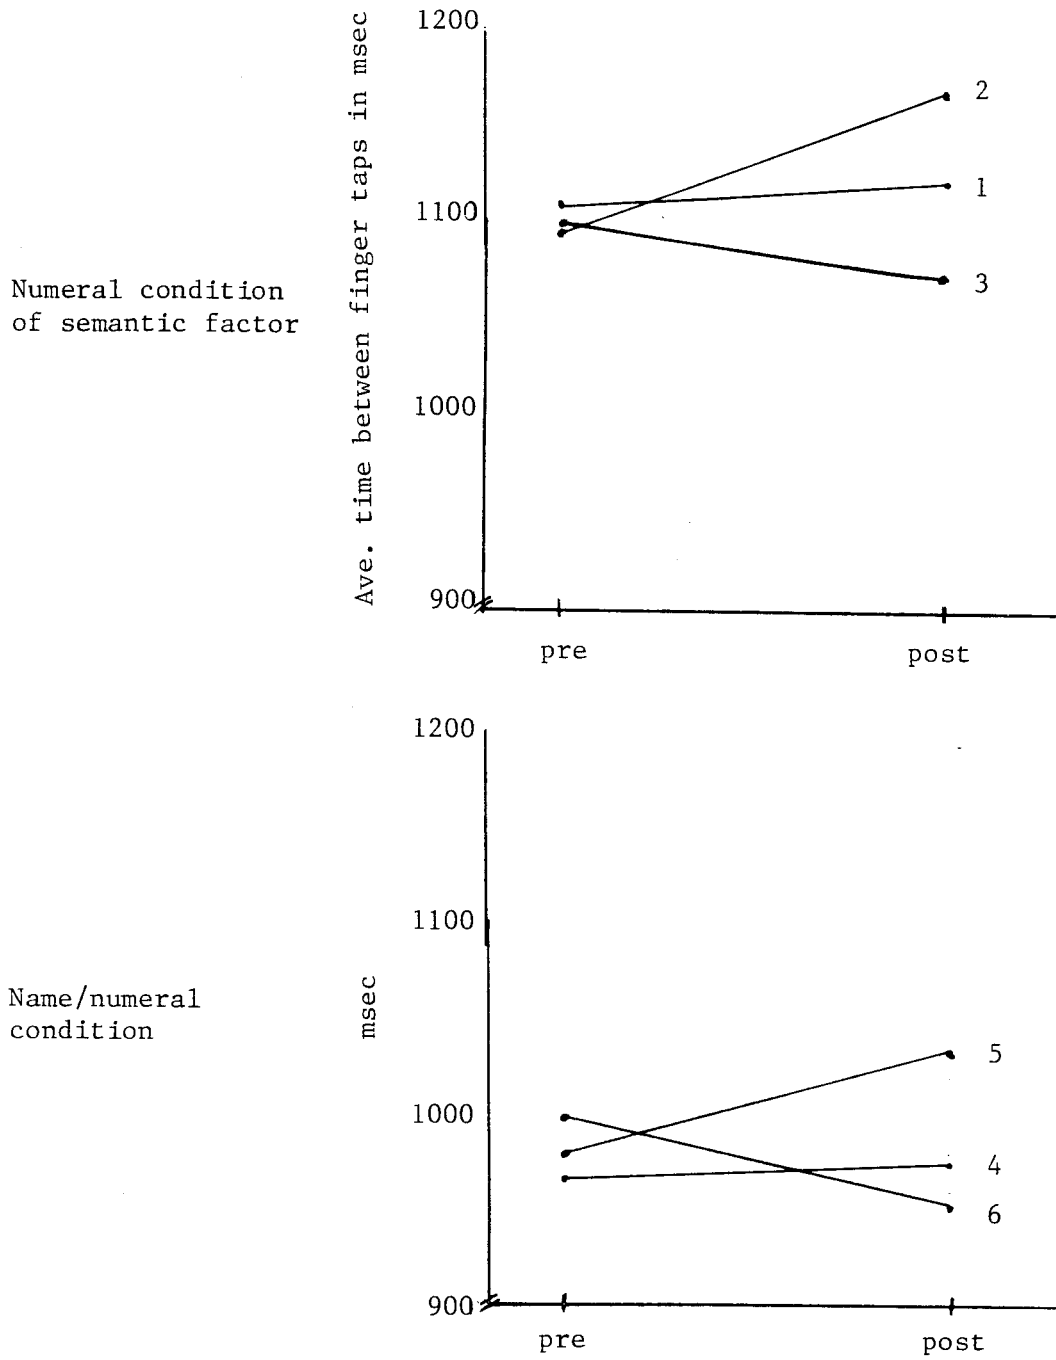 1200
Ave. time between finger taps in msec
2
1
1100
3
Numeral condition
of semantic factor
1000
900
pre post
1200
1100
Name/numeral
condition
msec
5
1000
4
6
900
pre post